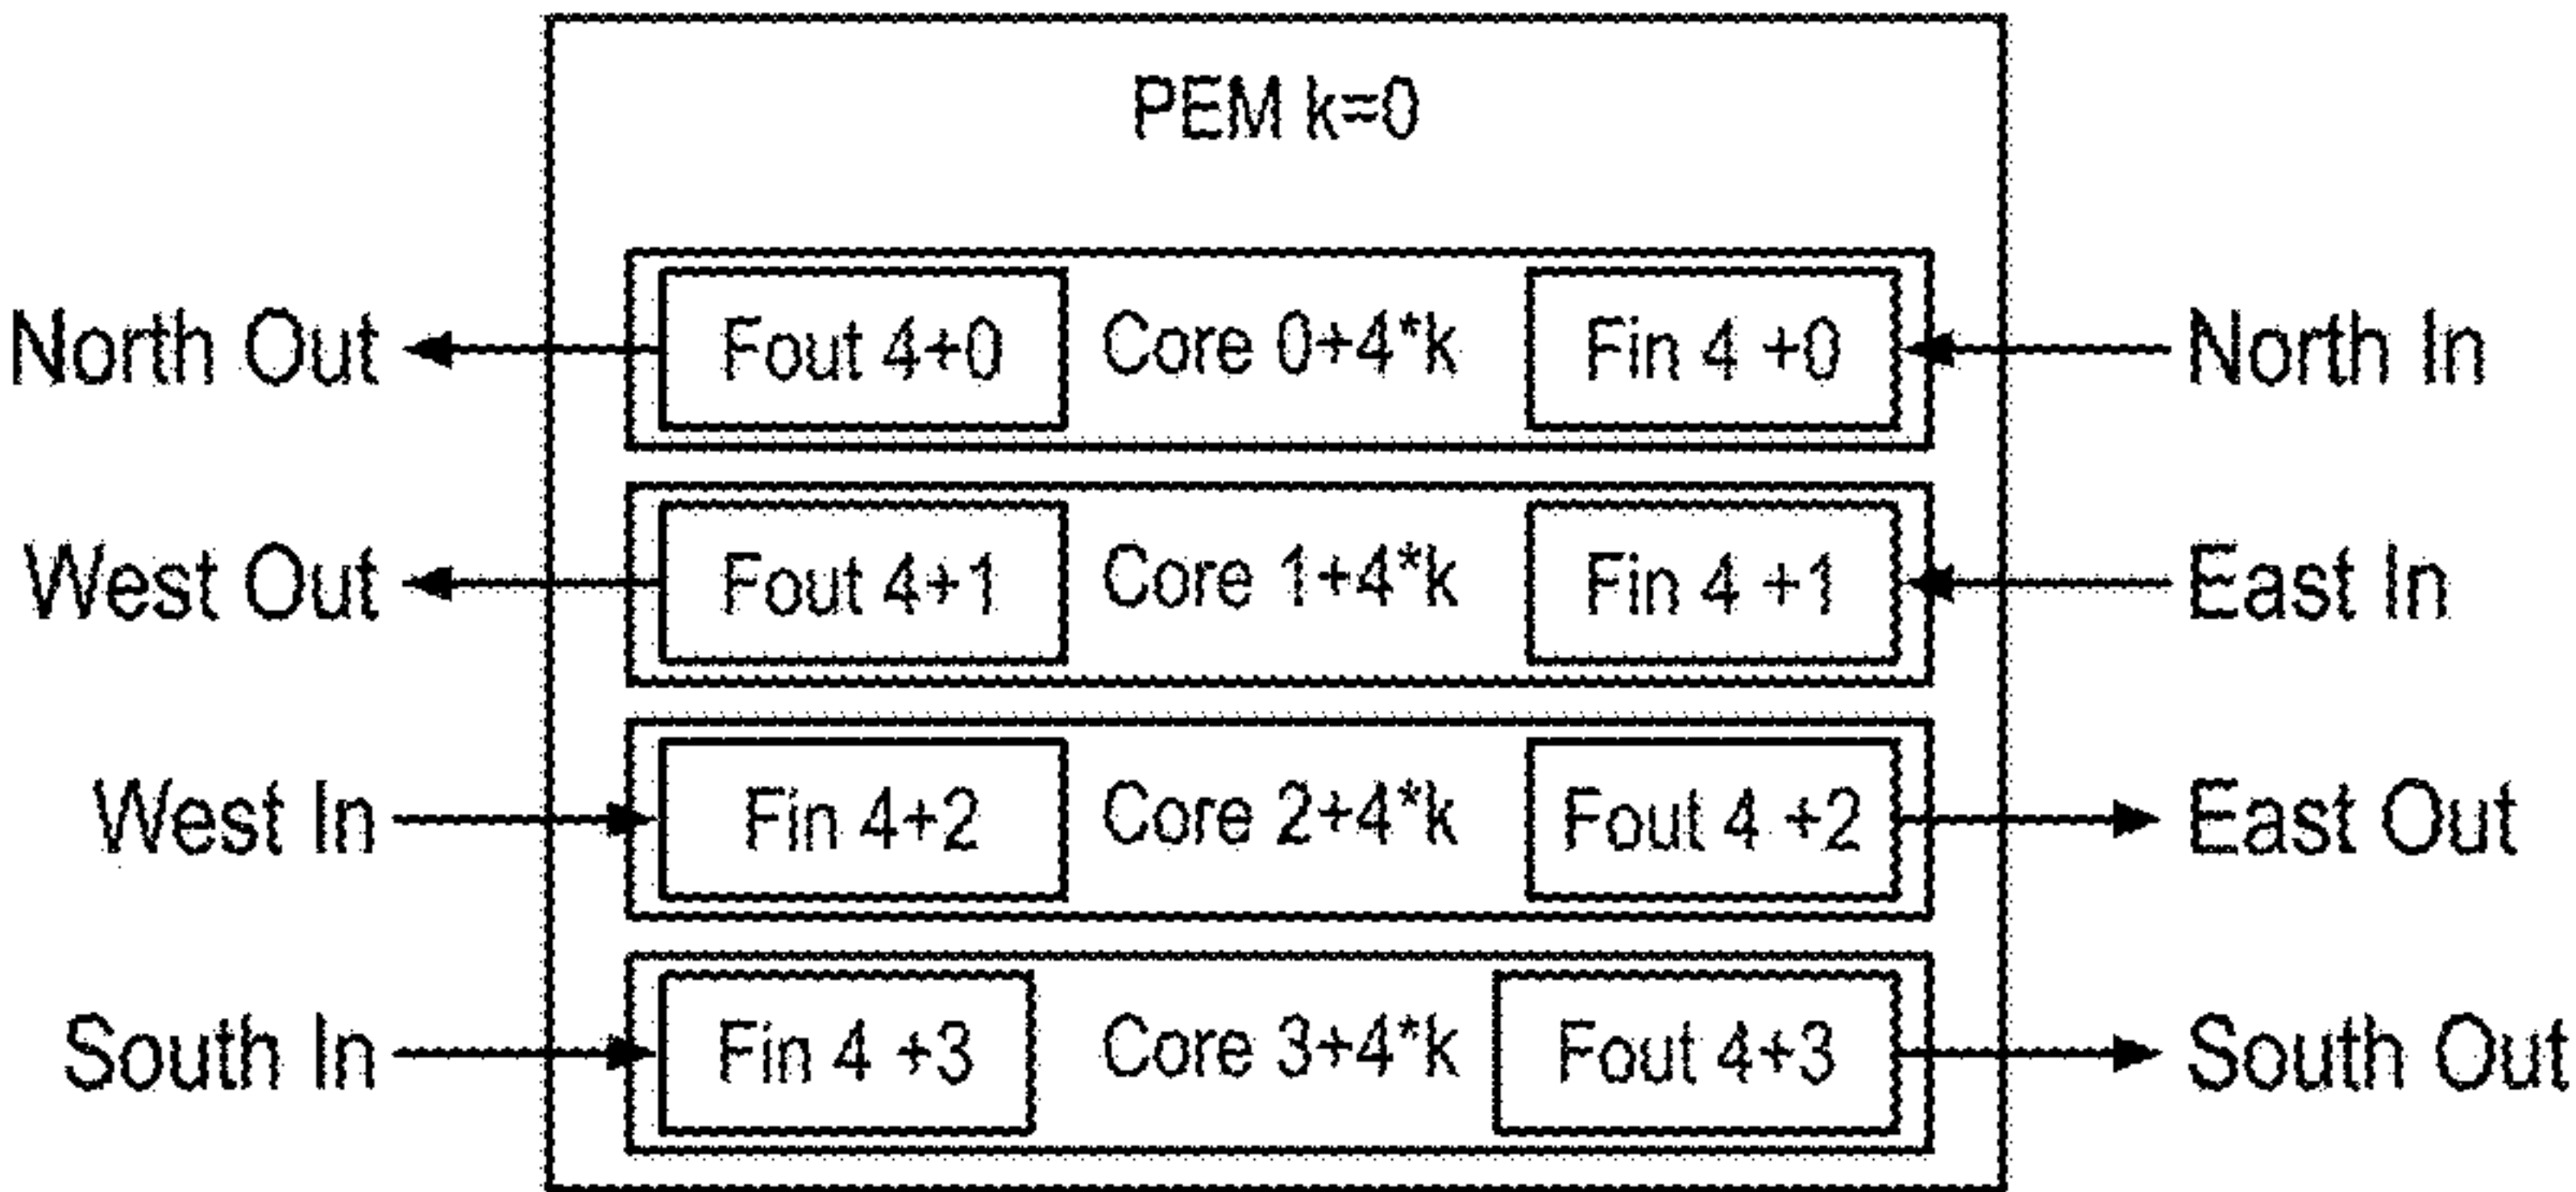 PEM k=0
North Out Fout 4+0 Core 0+4*k Fin 4 +0 North In
West Out Fout 4+1 Core 1+4*k Fin 4 +1 East In
West In Fin 4+2 Core 2+4*k Fout 4 +2 East Out
South In Fin 4 +3 Core 3+4*k Fout 4+3 South Out